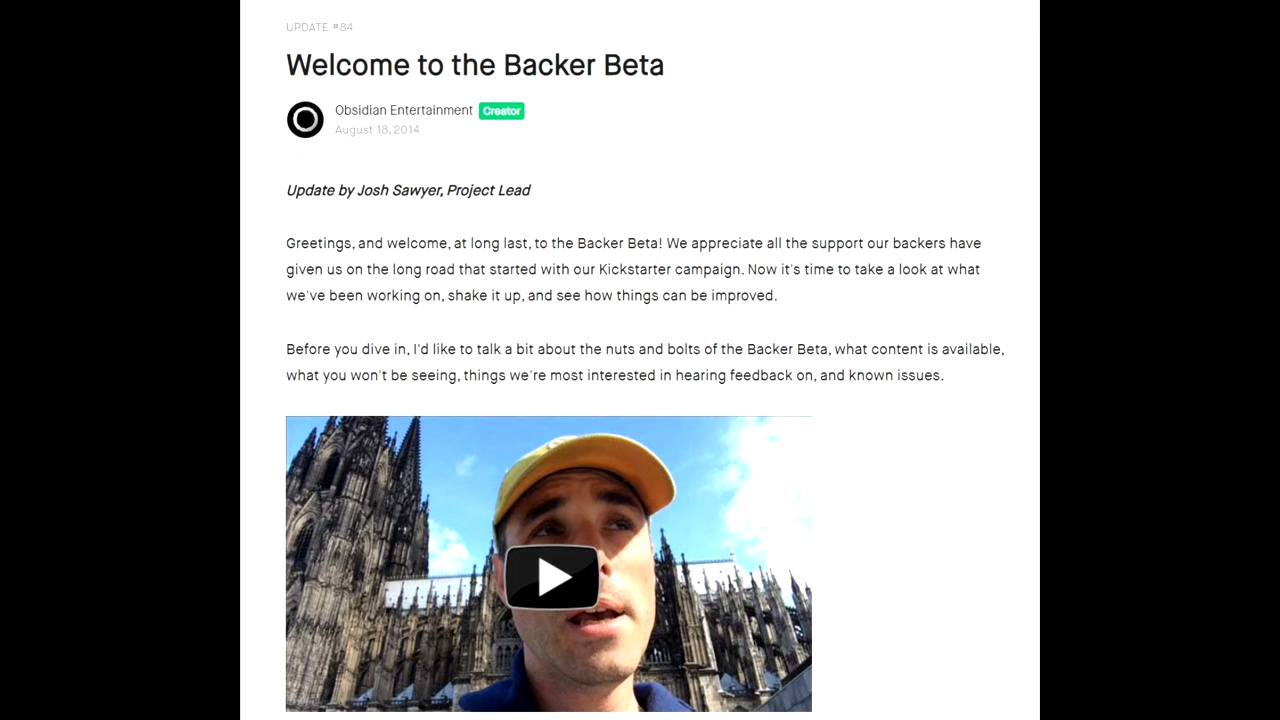 UPDATE #84
Welcome to the Backer Beta
Obsidian Entertainment Creator
August 18, 2014
Update by Josh Sawyer, Project Lead
Greetings, and welcome, at long last, to the Backer Beta! We appreciate all the support our backers have
given us on the long road that started with our Kickstarter campaign. Now it's time to take a look at what
we've been working on, shake it up, and see how things can be improved.
Before you dive in, I'd like to talk a bit about the nuts and bolts of the Backer Beta, what content is available,
what you won't be seeing, things we're most interested in hearing feedback on, and known issues.